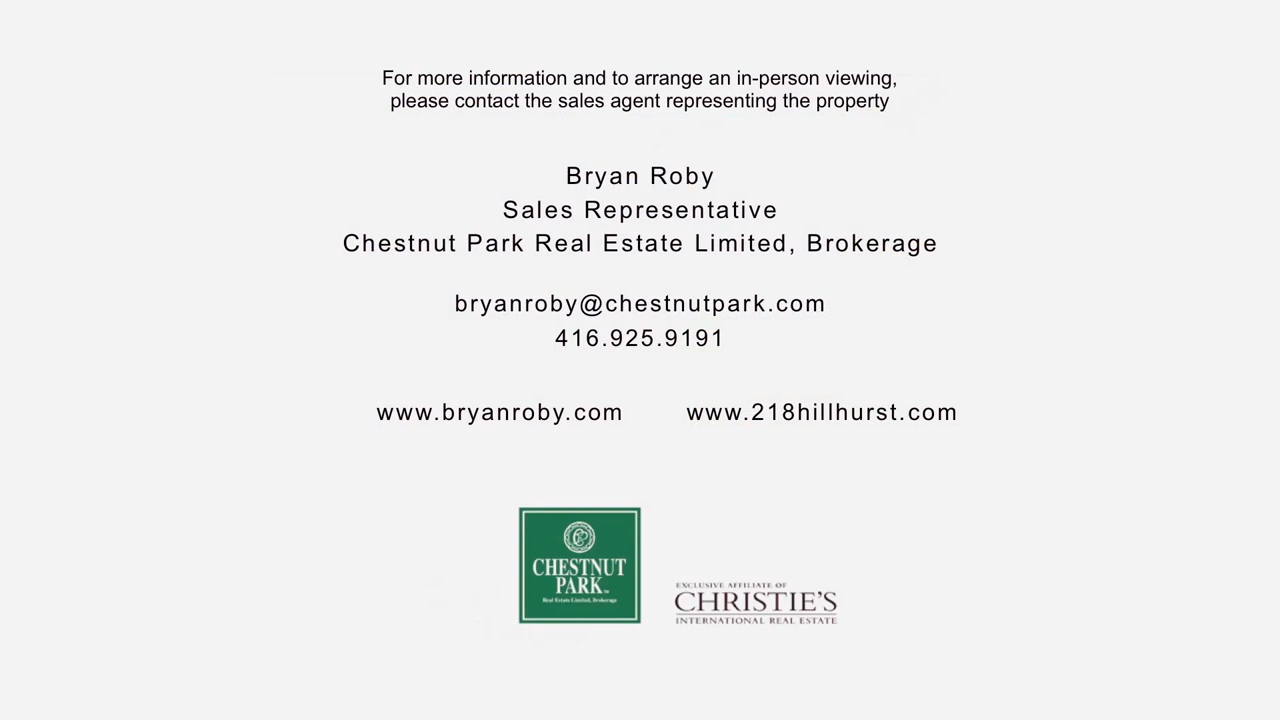 For more information and to arrange an in-person viewing,
please contact the sales agent representing the property
Bryan Roby
Sales Representative
Chestnut Park Real Estate Limited, Brokerage
bryanroby@chestnutpark.com
416.925.9191
www.bryanroby.com www.218hillhurst.com
CHESTNUT
PARK™
Real Estate Limited, Brokerage
EXCLUSIVE AFFILIATE OF
CHRISTIE'S
INTERNATIONAL REAL ESTATE